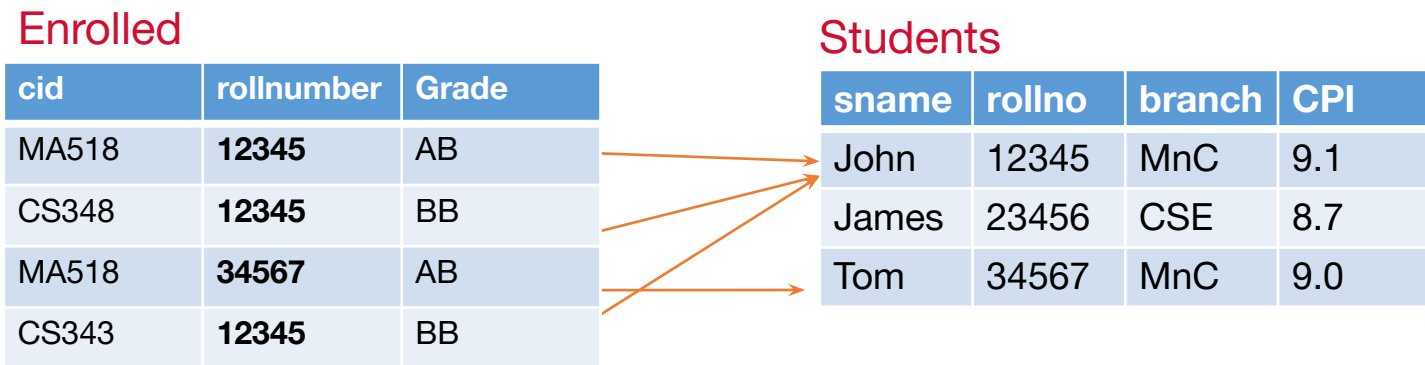 Enrolled
cid rollnumber Grade
MA518 12345 AB
CS348 12345 BB
MA518 34567 AB
CS343 12345 BB
Students
sname rollno branch CPI
John 12345 MnC 9.1
James 23456 CSE 8.7
Tom 34567 MnC 9.0